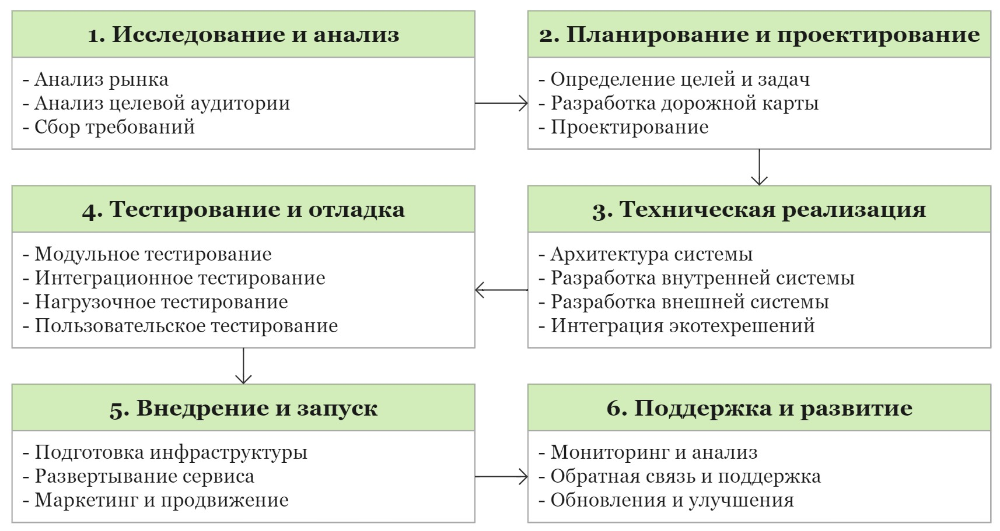 1. Исследование и анализ
- Анализ рынка
- Анализ целевой аудитории
- Сбор требований
2. Планирование и проектирование
- Определение целей и задач
- Разработка дорожной карты
- Проектирование
3. Техническая реализация
- Архитектура системы
- Разработка внутренней системы
- Разработка внешней системы
- Интеграция экотехрешений
4. Тестирование и отладка
- Модульное тестирование
- Интеграционное тестирование
- Нагрузочное тестирование
- Пользовательское тестирование
5. Внедрение и запуск
- Подготовка инфраструктуры
- Развертывание сервиса
- Маркетинг и продвижение
6. Поддержка и развитие
- Мониторинг и анализ
- Обратная связь и поддержка
- Обновления и улучшения